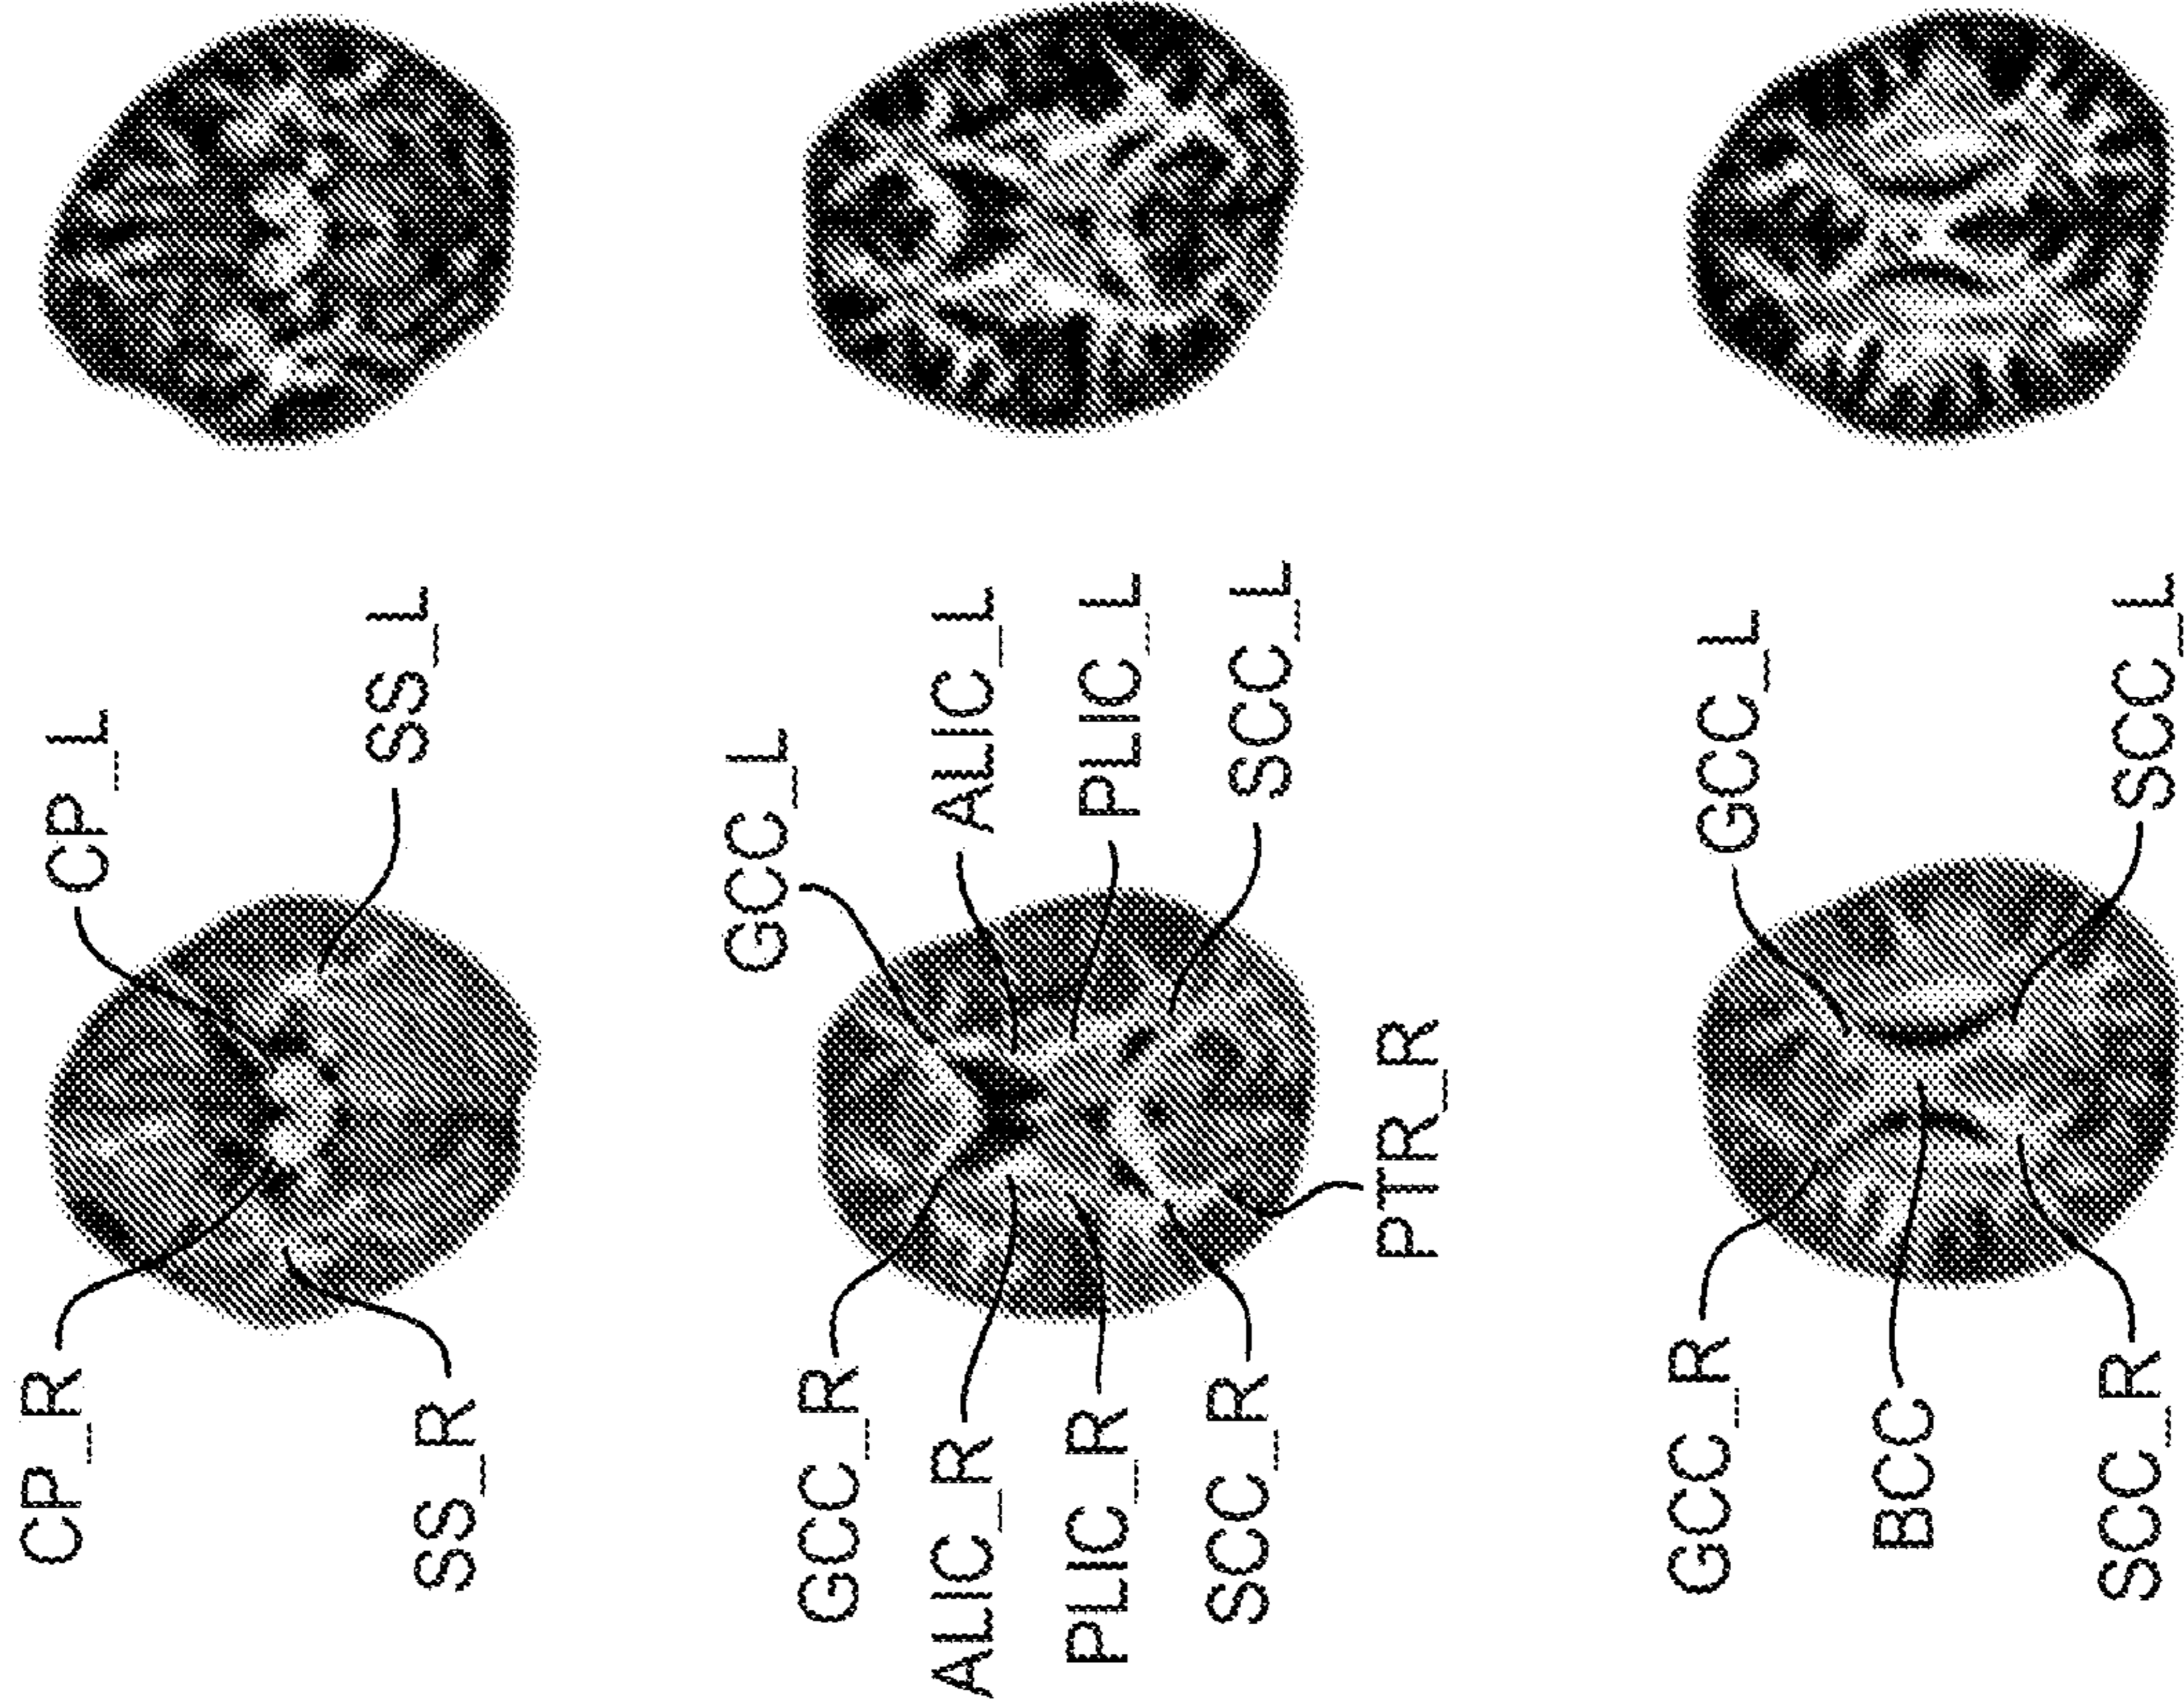 CP_R
CP_L
SS_R
SS_L
GCC_R
GCC_L
ALIC_R
ALIC_L
PLIC_R
PLIC_L
SCC_R
SCC_L
PTR_R
GCC_R
GCC_L
BCC
SCC_R
SCC_L